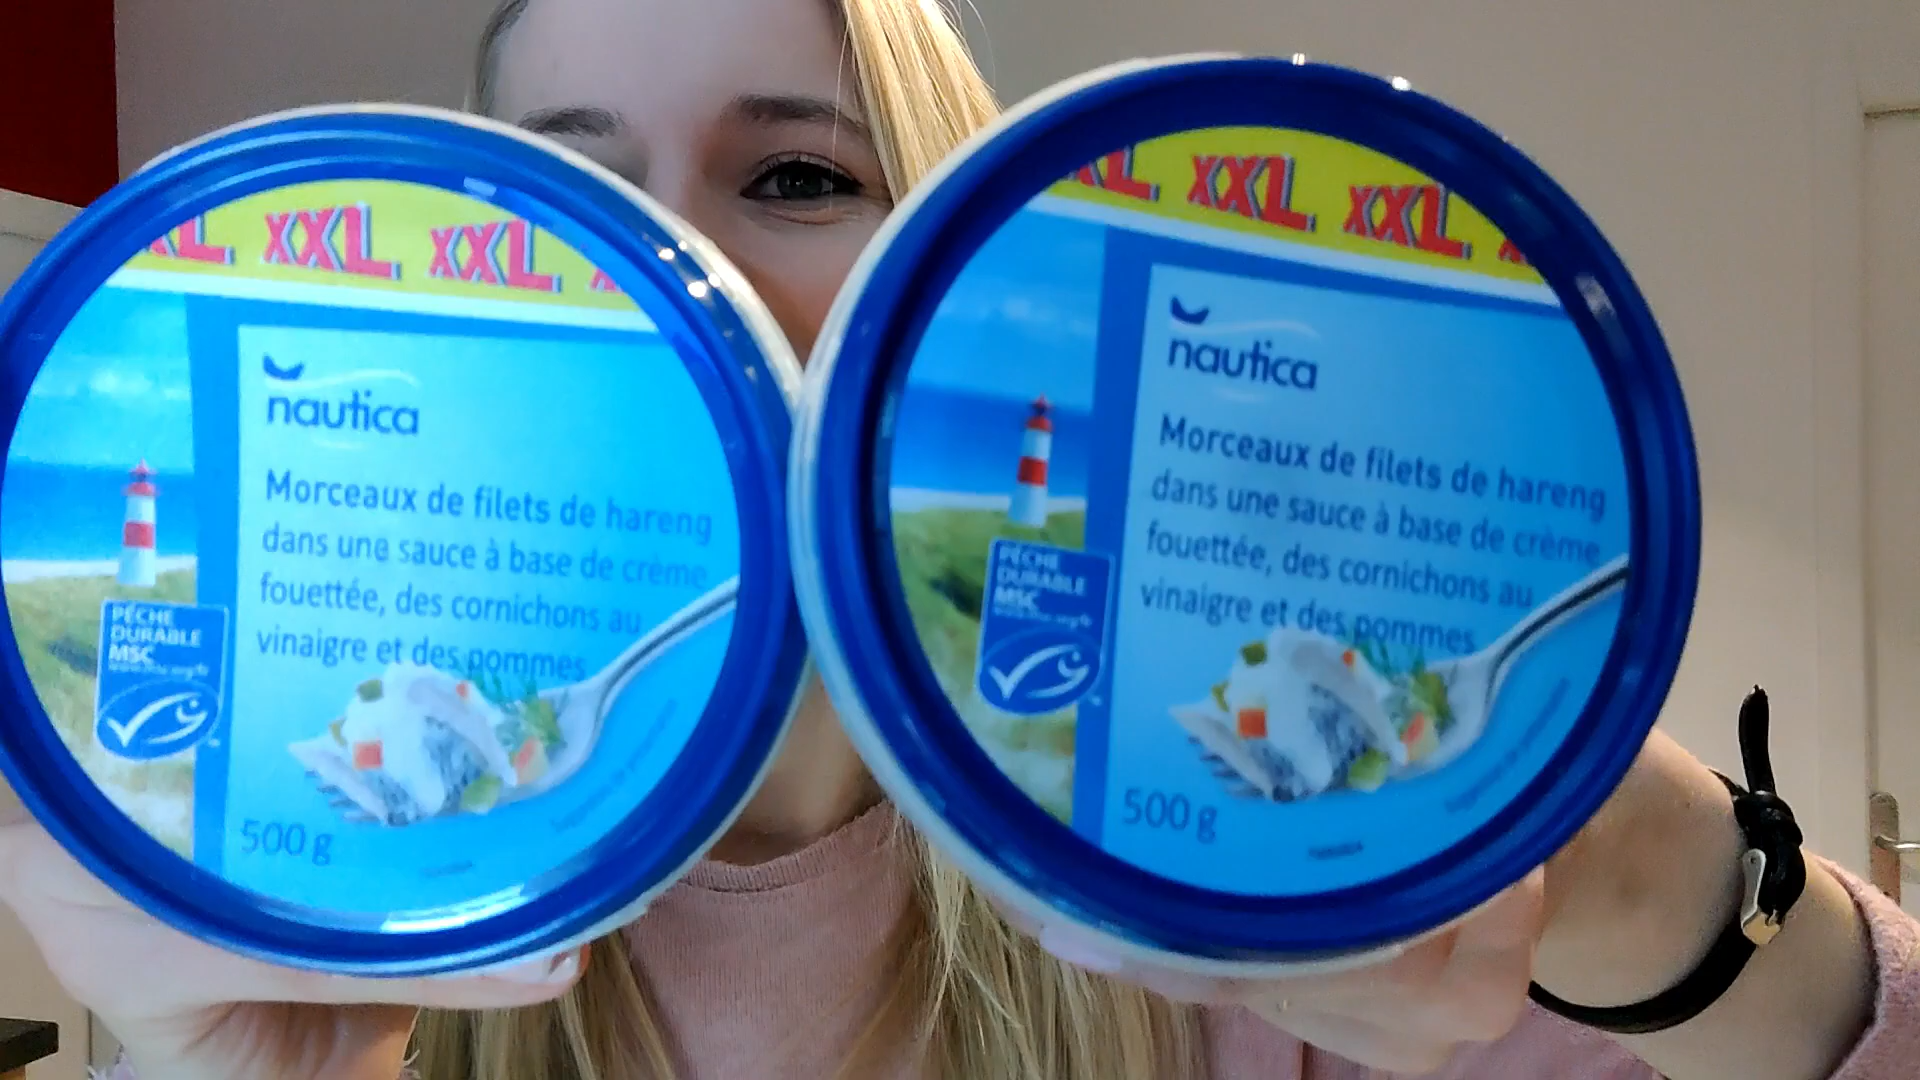 XL XXL XXL
nautica
Morceaux de filets de hareng
dans une sauce à base de crème
fouettée, des cornichons au
vinaigre et des pommes
PÊCHE
DURABLE
MSC
500 g
XL XXL XXL
nautica
Morceaux de filets de hareng
dans une sauce à base de crème
fouettée, des cornichons au
vinaigre et des pommes
PÊCHE
DURABLE
MSC
500 g